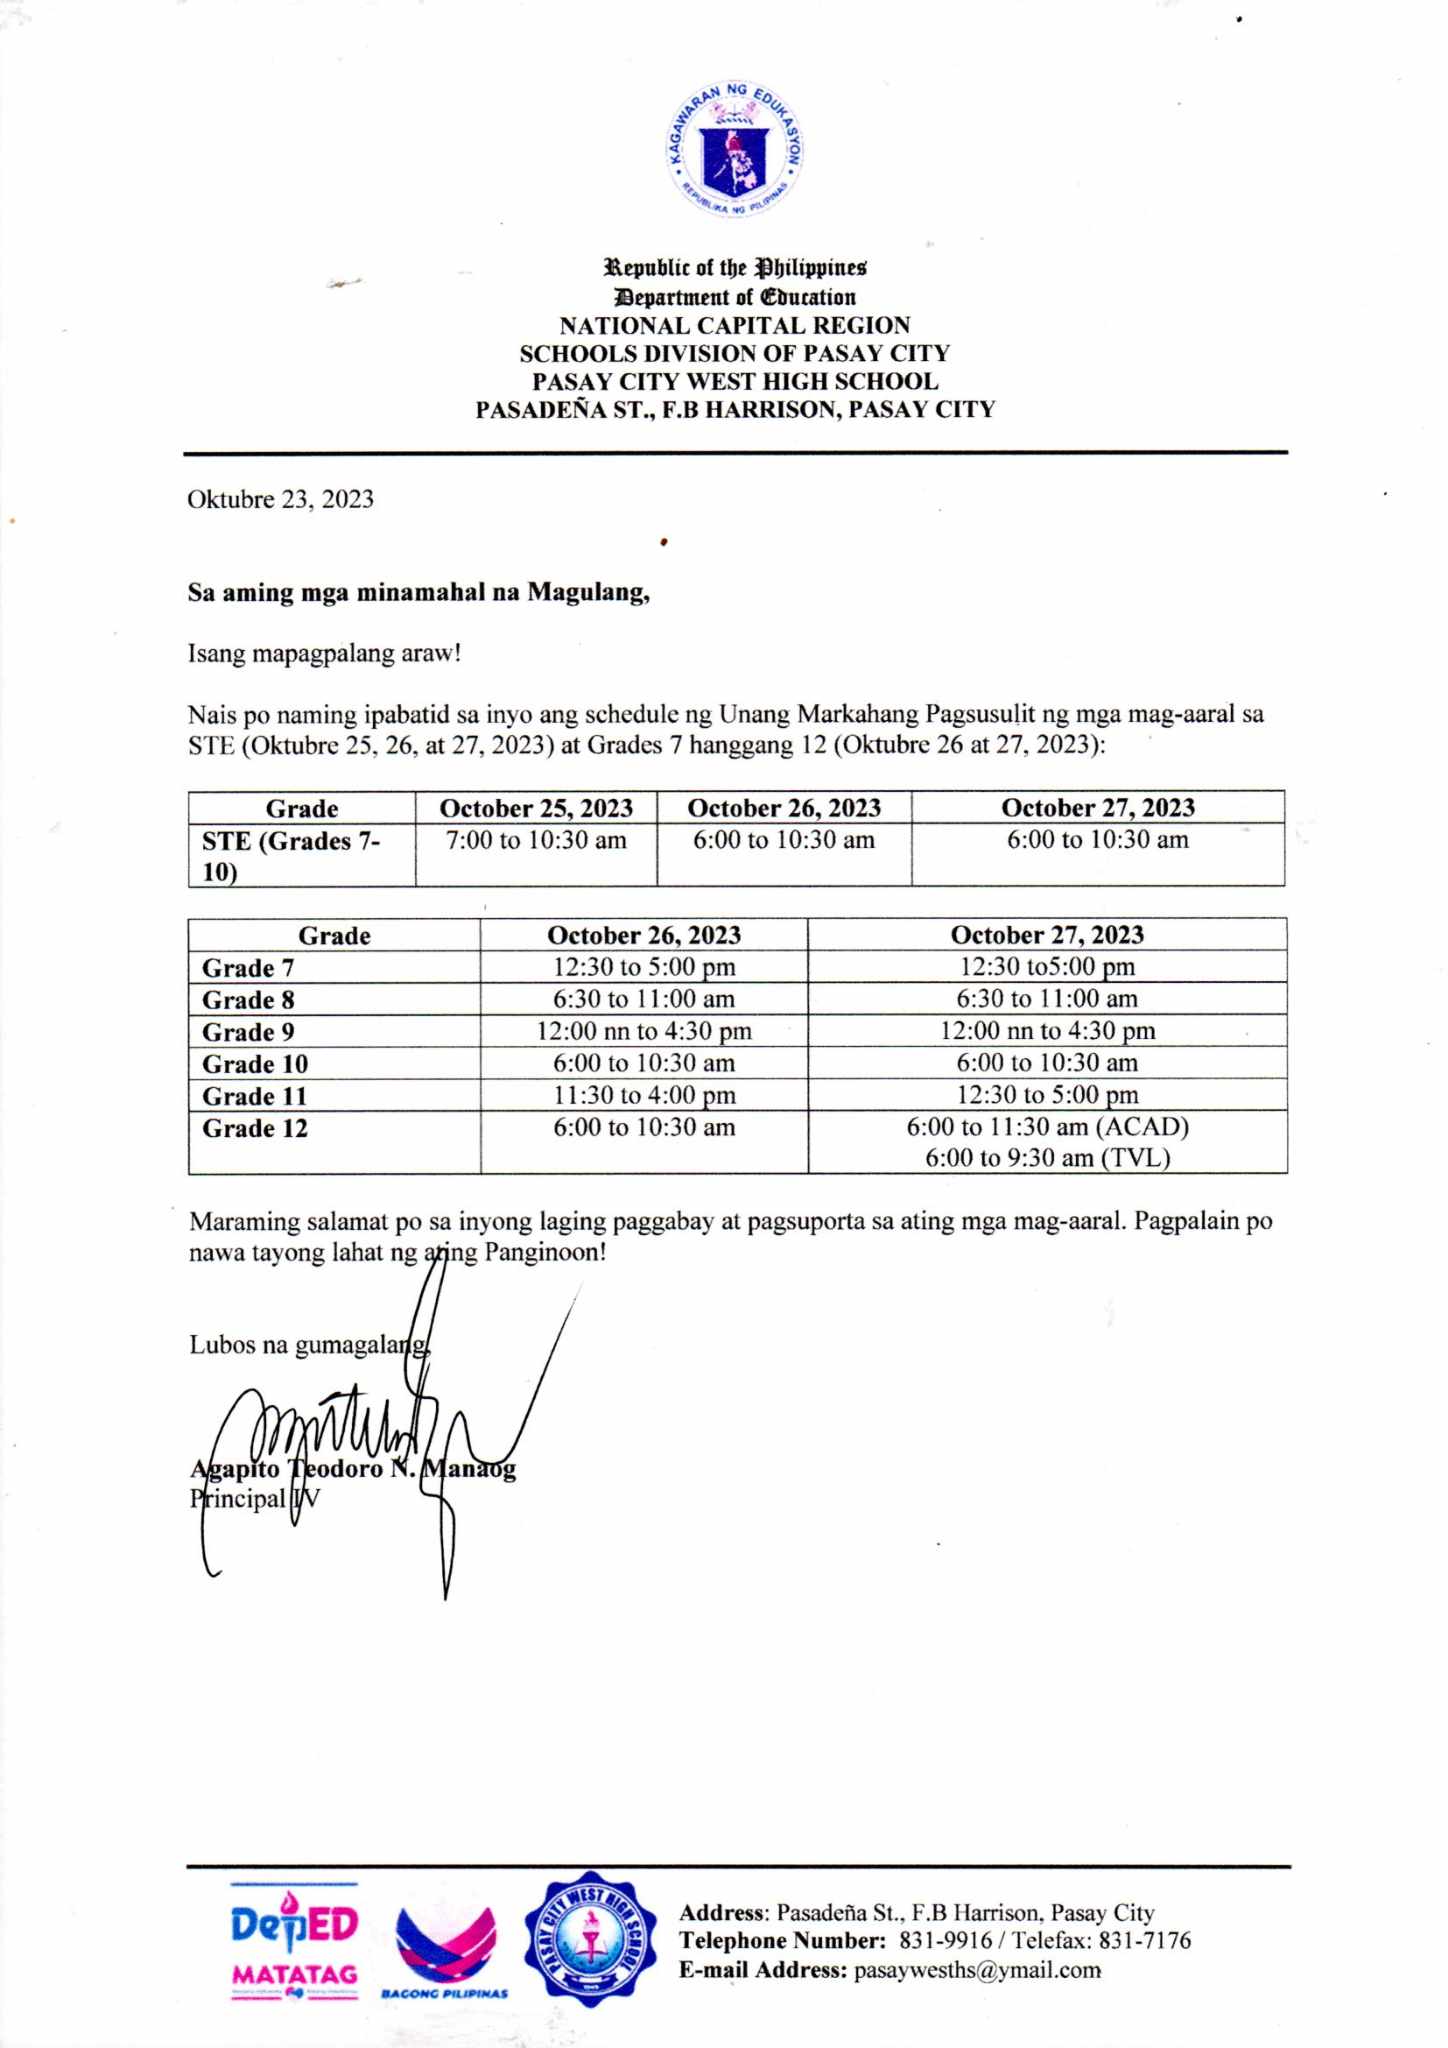 KAGAWARAN NG EDUKASYON
REPUBLIKA NG PILIPINAS
Republic of the Philippines
Department of Education
NATIONAL CAPITAL REGION
SCHOOLS DIVISION OF PASAY CITY
PASAY CITY WEST HIGH SCHOOL
PASADEÑA ST., F.B HARRISON, PASAY CITY
Oktubre 23, 2023
Sa aming mga minamahal na Magulang,
Isang mapagpalang araw!
Nais po naming ipabatid sa inyo ang schedule ng Unang Markahang Pagsusulit ng mga mag-aaral sa
STE (Oktubre 25, 26, at 27, 2023) at Grades 7 hanggang 12 (Oktubre 26 at 27, 2023):
Grade October 25, 2023 October 26, 2023 October 27, 2023
STE (Grades 7- 7:00 to 10:30 am 6:00 to 10:30 am 6:00 to 10:30 am
10)
Grade October 26, 2023 October 27, 2023
Grade 7 12:30 to 5:00 pm 12:30 to5:00 pm
Grade 8 6:30 to 11:00 am 6:30 to 11:00 am
Grade 9 12:00 nn to 4:30 pm 12:00 nn to 4:30 pm
Grade 10 6:00 to 10:30 am 6:00 to 10:30 am
Grade 11 11:30 to 4:00 pm 12:30 to 5:00 pm
Grade 12 6:00 to 10:30 am 6:00 to 11:30 am (ACAD)
6:00 to 9:30 am (TVL)
Maraming salamat po sa inyong laging paggabay at pagsuporta sa ating mga mag-aaral. Pagpalain po
nawa tayong lahat ng ating Panginoon!
Lubos na gumagalang,
Agapito Teodoro N. Manaog
Principal IV
DepED
MATATAG
BAGONG PILIPINAS
PASAY CITY WEST HIGH SCHOOL
Address: Pasadeña St., F.B Harrison, Pasay City
Telephone Number: 831-9916 / Telefax: 831-7176
E-mail Address: pasaywesths@ymail.com